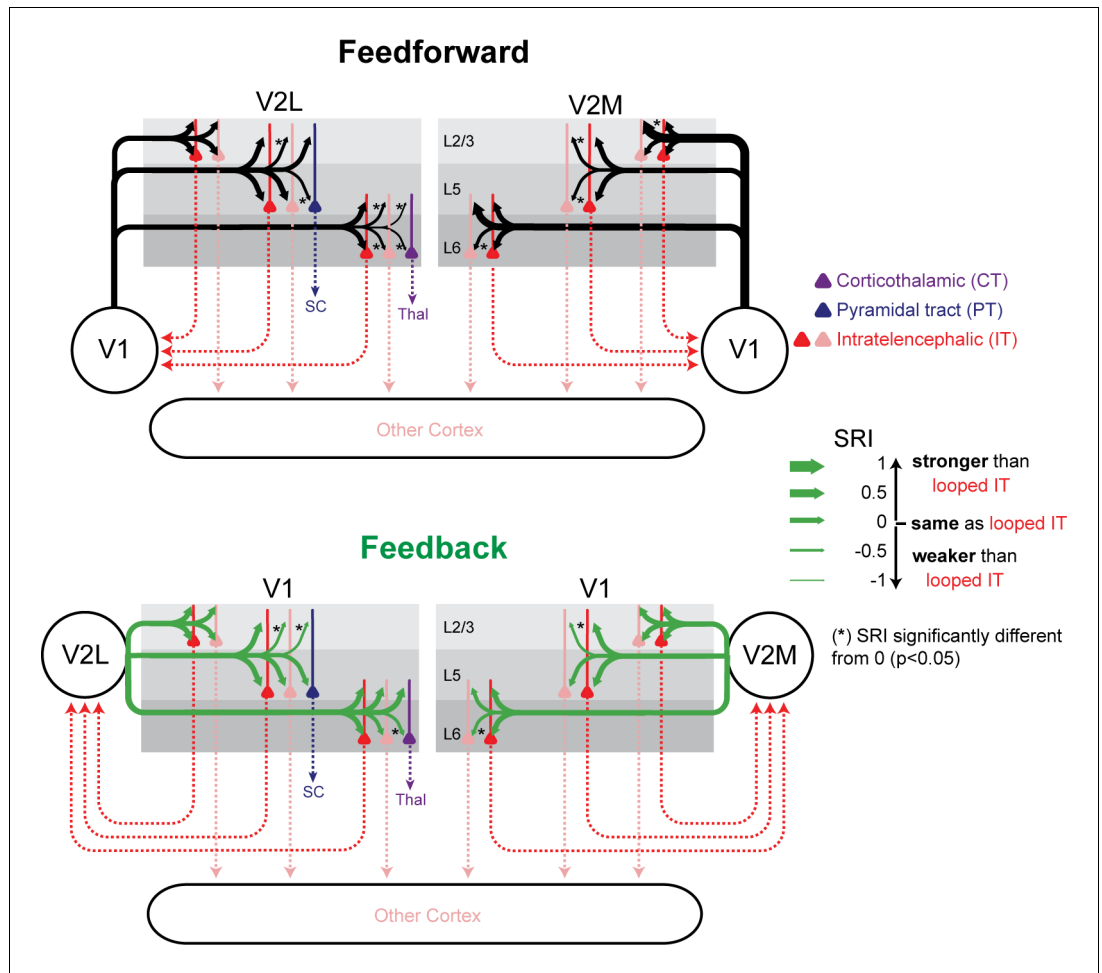 Feedforward
V2L
V2M
*
*
L2/3
*
*
*
*
L5
*
*
*
*
*
L6
*
SC
Thal
V1
V1
Corticothalamic (CT)
Pyramidal tract (PT)
Intratelencephalic (IT)
Other Cortex
SRI
1
stronger than
looped IT
0.5
0
same as looped IT
-0.5
weaker than
looped IT
-1
(*) SRI significantly different
from 0 (p<0.05)
Feedback
V1
V1
L2/3
*
*
*
V2L
V2M
L5
L6
*
*
SC
Thal
Other Cortex